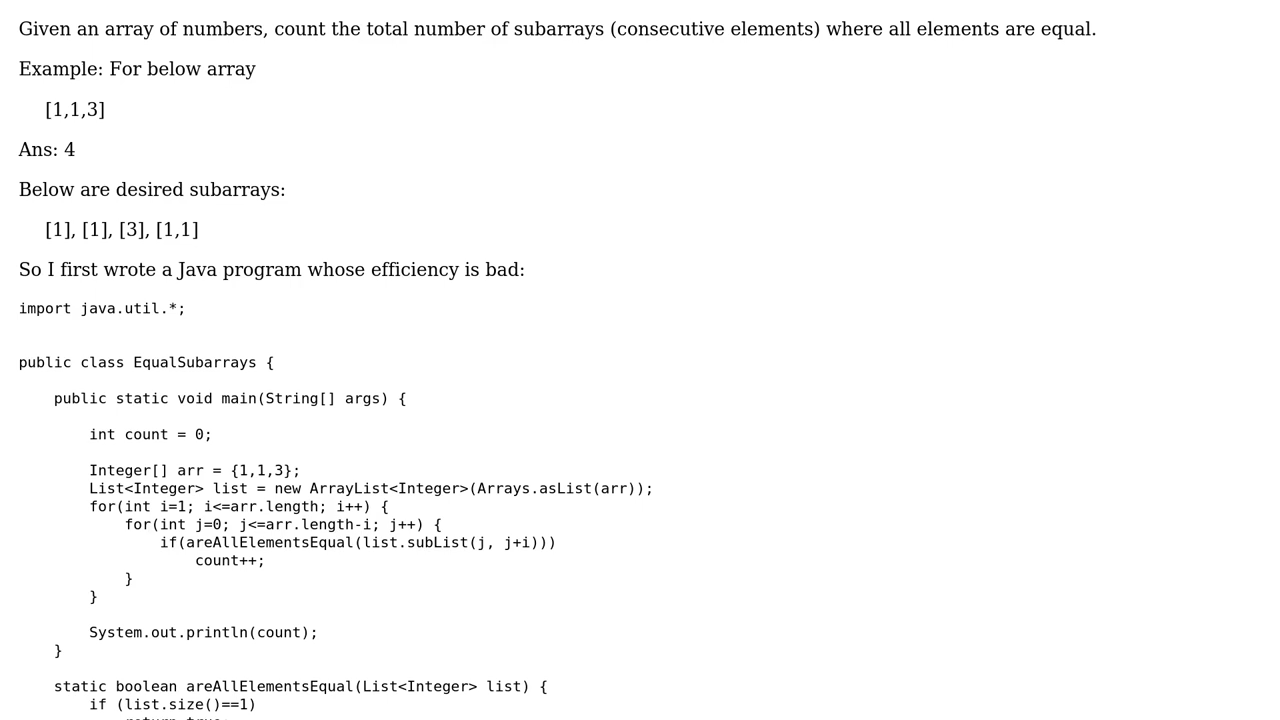 Given an array of numbers, count the total number of subarrays (consecutive elements) where all elements are equal.
Example: For below array
[1,1,3]
Ans: 4
Below are desired subarrays:
[1], [1], [3], [1,1]
So I first wrote a Java program whose efficiency is bad:
import java.util.*;
public class EqualSubarrays {
public static void main(String[] args) {
int count = 0;
Integer[] arr = {1,1,3};
List<Integer> list = new ArrayList<Integer>(Arrays.asList(arr));
for(int i=1; i<=arr.length; i++) {
for(int j=0; j<=arr.length-i; j++) {
if(areAllElementsEqual(list.subList(j, j+i)))
count++;
}
}
System.out.println(count);
}
static boolean areAllElementsEqual(List<Integer> list) {
if (list.size()==1)